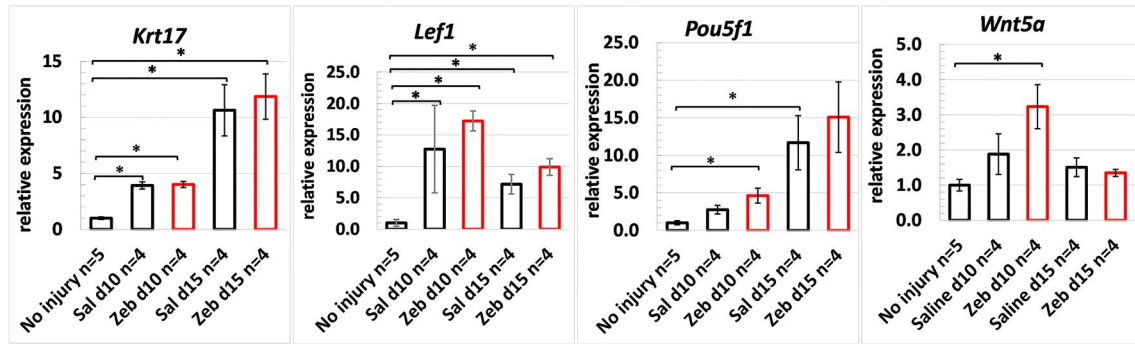 Krt17
relative expression
15
10
5
0
*
*
*
*
No injury n=5
Sal d10 n=4
Zeb d10 n=4
Sal d15 n=4
Zeb d15 n=4
Lef1
relative expression
25.0
20.0
15.0
10.0
5.0
0.0
*
*
*
*
No injury n=5
Sal d10 n=4
Zeb d10 n=4
Sal d15 n=4
Zeb d15 n=4
Pou5f1
relative expression
25.0
20.0
15.0
10.0
5.0
0.0
*
*
No injury n=5
Sal d10 n=4
Zeb d10 n=4
Sal d15 n=4
Zeb d15 n=4
Wnt5a
relative expression
5.0
4.0
3.0
2.0
1.0
0.0
*
No injury n=5
Saline d10 n=4
Zeb d10 n=4
Saline d15 n=4
Zeb d15 n=4